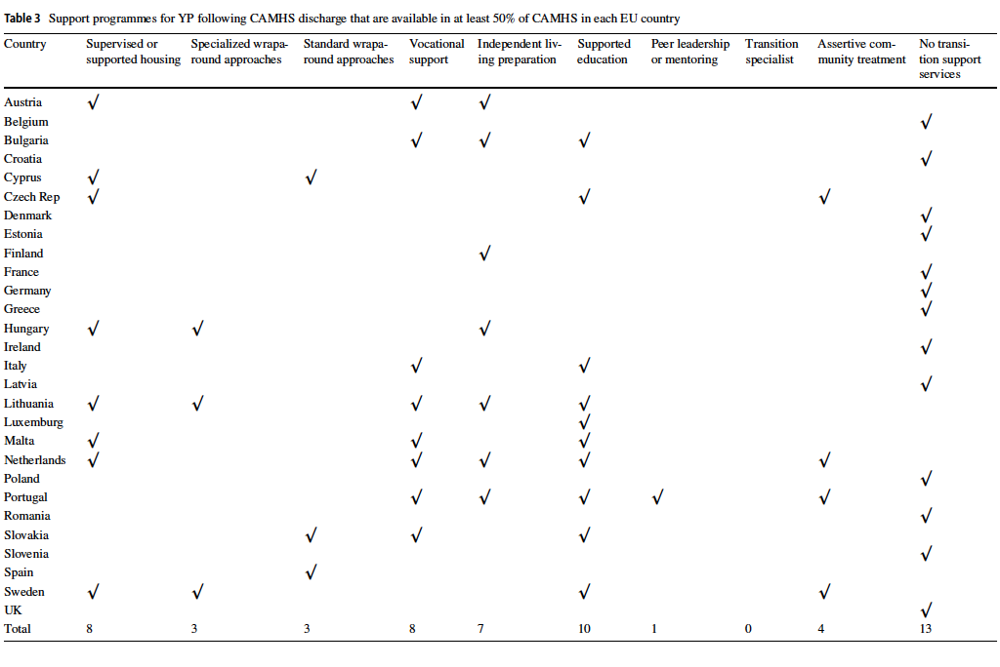 Table 3 Support programmes for YP following CAMHS discharge that are available in at least 50% of CAMHS in each EU country
Country Supervised or supported housing Specialized wrapa-round approaches Standard wrapa-round approaches Vocational support Independent liv-ing preparation Supported education Peer leadership or mentoring Transition specialist Assertive com-munity treatment No transi-tion support services
Austria √ √ √
Belgium √
Bulgaria √ √ √
Croatia √
Cyprus √ √
Czech Rep √ √ √
Denmark √
Estonia √
Finland √
France √
Germany √
Greece √
Hungary √ √ √
Ireland √
Italy √ √
Latvia √
Lithuania √ √ √ √ √
Luxemburg √
Malta √ √ √
Netherlands √ √ √ √ √
Poland √
Portugal √ √ √ √ √
Romania √
Slovakia √ √ √
Slovenia √
Spain √
Sweden √ √ √ √
UK √
Total 8 3 3 8 7 10 1 0 4 13